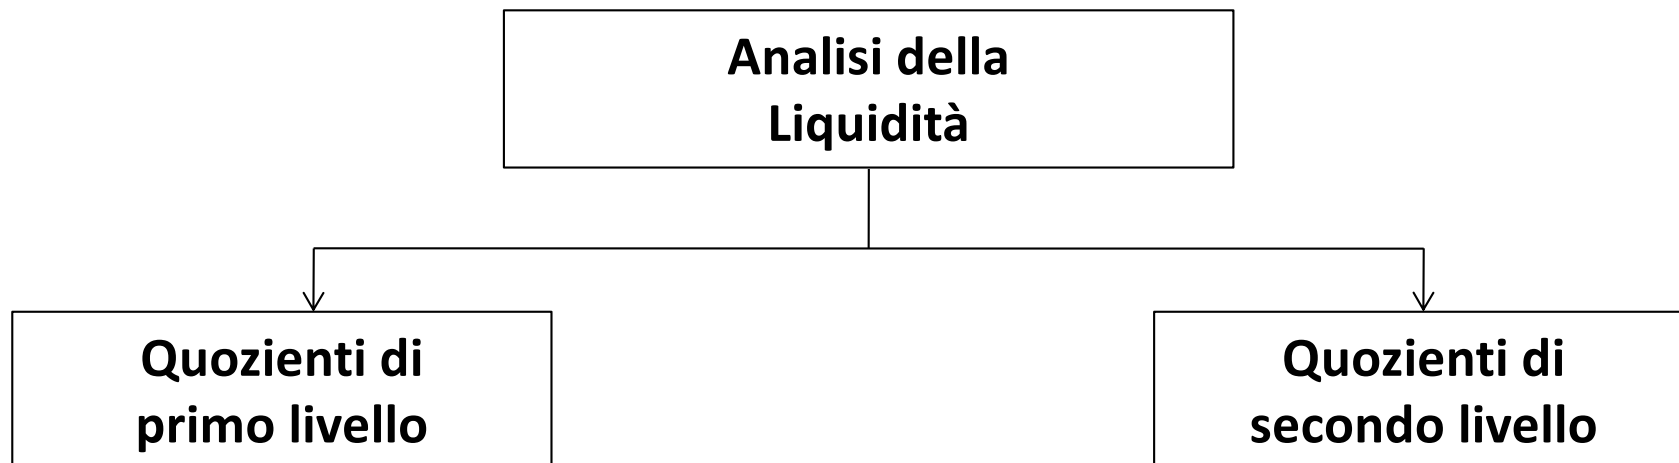 Analisi della
Liquidità
Quozienti di
primo livello
Quozienti di
secondo livello